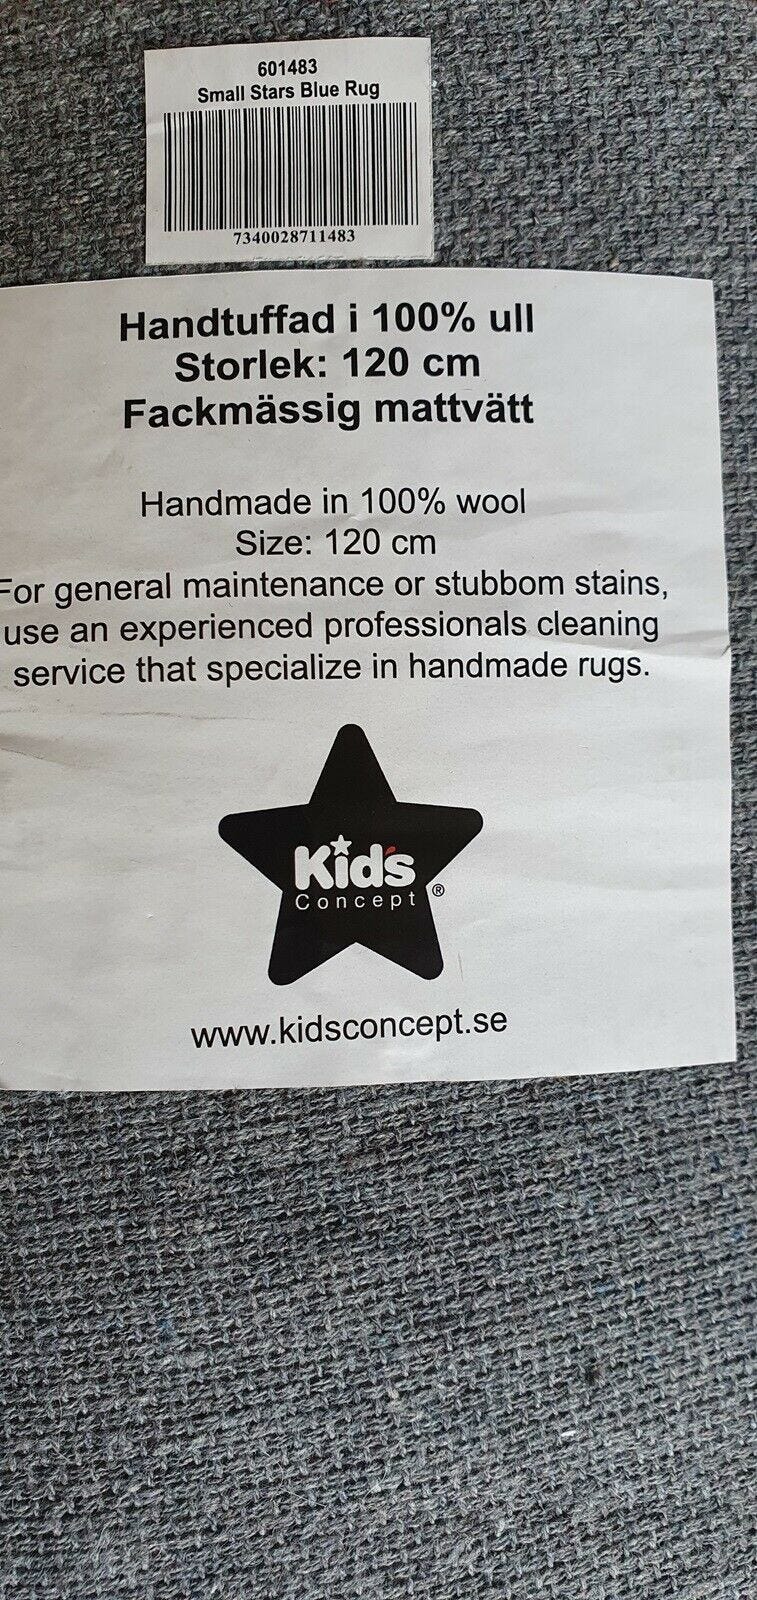 601483
Small Stars Blue Rug
7340028711483
Handtuffad i 100% ull
Storlek: 120 cm
Fackmässig mattvätt
Handmade in 100% wool
Size: 120 cm
For general maintenance or stubbom stains,
use an experienced professionals cleaning
service that specialize in handmade rugs.
Kid's
Concept ®
www.kidsconcept.se